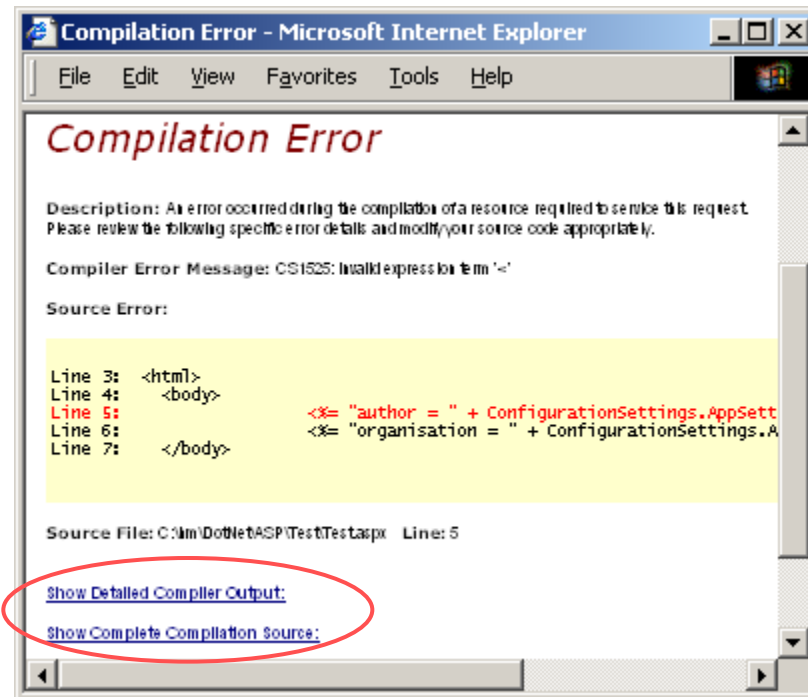 Compilation Error - Microsoft Internet Explorer
File Edit View Favorites Tools Help
Compilation Error
Description: An error occurred during the compilation of a resource required to service this request.
Please review the following specific error details and modify your source code appropriately.
Compiler Error Message: CS1525: Invalid expression term '<'
Source Error:
Line 3: <html>
Line 4: <body>
Line 5: <%= "author = " + ConfigurationSettings.AppSett
Line 6: <%= "organisation = " + ConfigurationSettings.A
Line 7: </body>
Source File: C:\Jim\DotNet\ASP\Test\Test.aspx Line: 5
Show Detailed Compiler Output:
Show Complete Compilation Source: